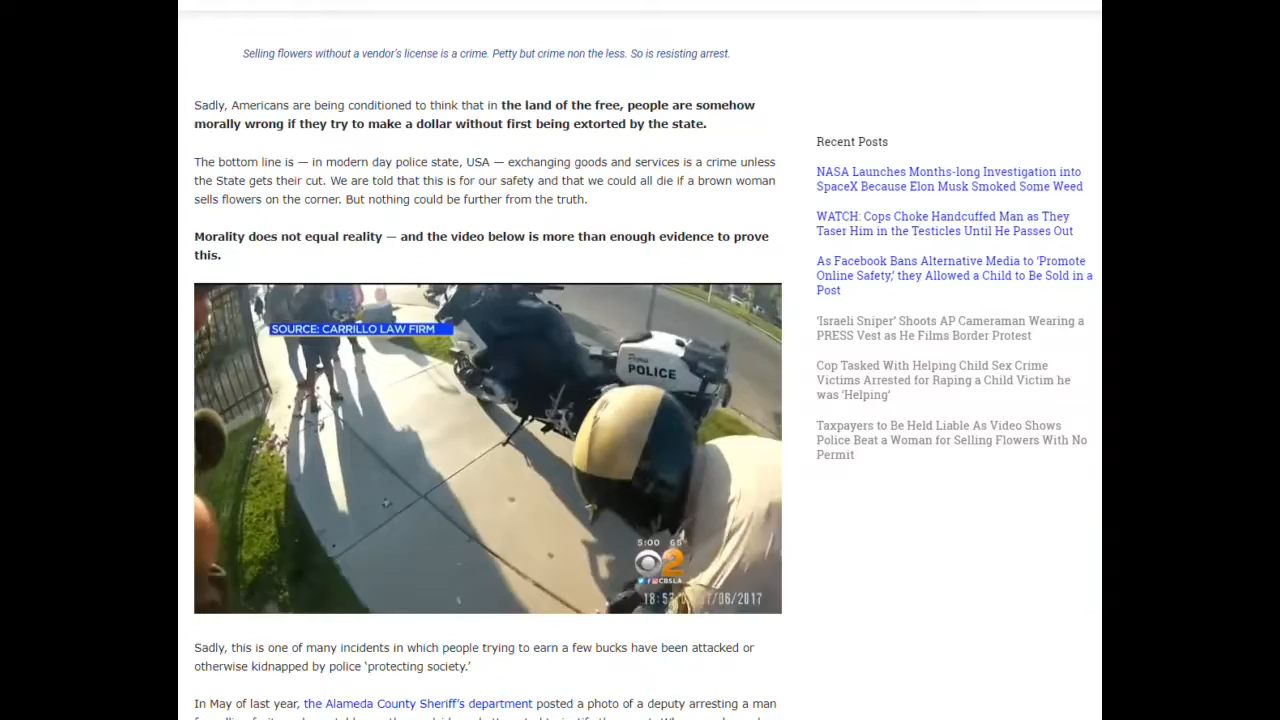 Selling flowers without a vendor's license is a crime. Petty but crime non the less. So is resisting arrest.
Sadly, Americans are being conditioned to think that in the land of the free, people are somehow
morally wrong if they try to make a dollar without first being extorted by the state.
The bottom line is — in modern day police state, USA — exchanging goods and services is a crime unless
the State gets their cut. We are told that this is for our safety and that we could all die if a brown woman
sells flowers on the corner. But nothing could be further from the truth.
Morality does not equal reality — and the video below is more than enough evidence to prove
this.
SOURCE: CARRILLO LAW FIRM
POLICE
5:00 65°
2
CBSLA
Sadly, this is one of many incidents in which people trying to earn a few bucks have been attacked or
otherwise kidnapped by police ‘protecting society.’
In May of last year, the Alameda County Sheriff’s department posted a photo of a deputy arresting a man
Recent Posts
NASA Launches Months-long Investigation into
SpaceX Because Elon Musk Smoked Some Weed
WATCH: Cops Choke Handcuffed Man as They
Taser Him in the Testicles Until He Passes Out
As Facebook Bans Alternative Media to ‘Promote
Online Safety,’ they Allowed a Child to Be Sold in a
Post
‘Israeli Sniper’ Shoots AP Cameraman Wearing a
PRESS Vest as He Films Border Protest
Cop Tasked With Helping Child Sex Crime
Victims Arrested for Raping a Child Victim he
was ‘Helping’
Taxpayers to Be Held Liable As Video Shows
Police Beat a Woman for Selling Flowers With No
Permit